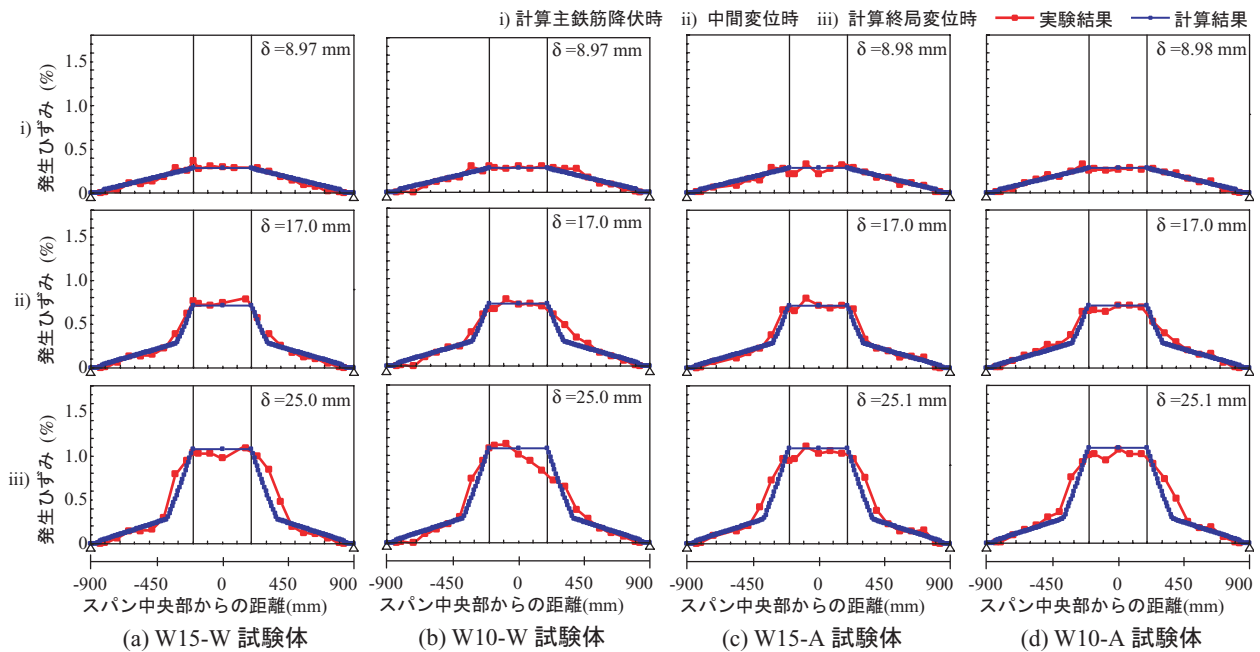 i) 計算主鉄筋降伏時 ii) 中間変位時 iii) 計算終局変位時 実験結果 計算結果
δ =8.97 mm δ =8.97 mm δ =8.98 mm δ =8.98 mm
i) 発生ひずみ (%)
1.5
1.0
0.5
0
δ =17.0 mm δ =17.0 mm δ =17.0 mm δ =17.0 mm
ii) 発生ひずみ (%)
1.5
1.0
0.5
0
δ =25.0 mm δ =25.0 mm δ =25.1 mm δ =25.1 mm
iii) 発生ひずみ (%)
1.5
1.0
0.5
0
-900 -450 0 450 900 -900 -450 0 450 900 -900 -450 0 450 900 -900 -450 0 450 900
スパン中央部からの距離(mm) スパン中央部からの距離(mm) スパン中央部からの距離(mm) スパン中央部からの距離(mm)
(a) W15-W 試験体 (b) W10-W 試験体 (c) W15-A 試験体 (d) W10-A 試験体